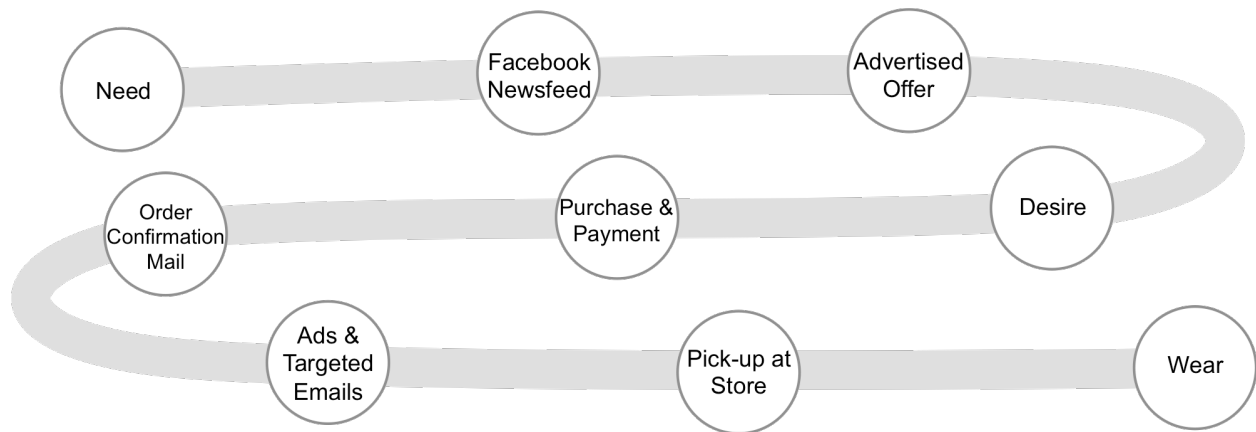 Need
Facebook
Newsfeed
Advertised
Offer
Desire
Purchase &
Payment
Order
Confirmation
Mail
Ads &
Targeted
Emails
Pick-up at
Store
Wear